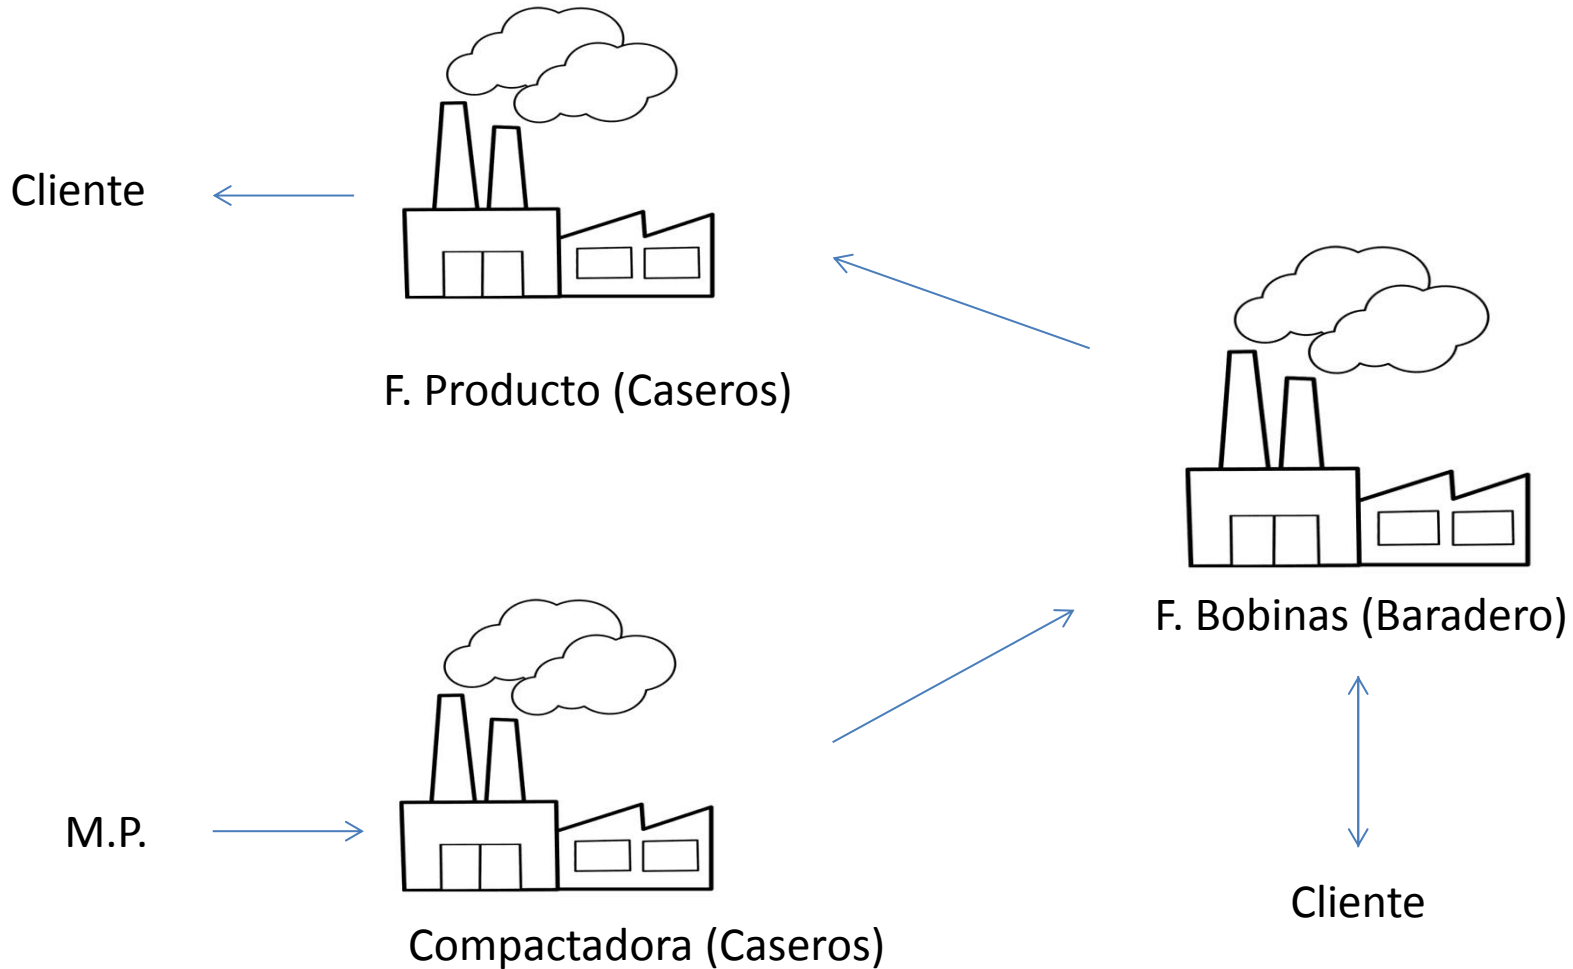 Cliente
F. Producto (Caseros)
F. Bobinas (Baradero)
M.P.
Cliente
Compactadora (Caseros)